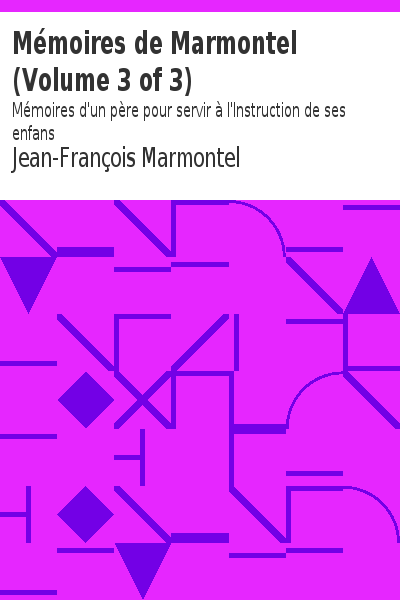 Mémoires de Marmontel
(Volume 3 of 3)
Mémoires d'un père pour servir à l'Instruction de ses
enfans
Jean-François Marmontel